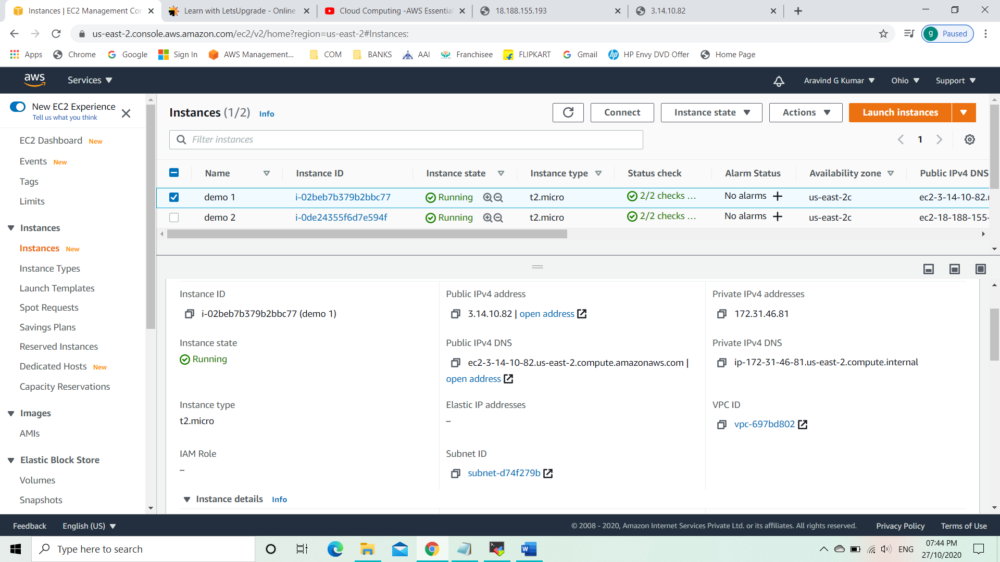 Instances | EC2 Management Con
Learn with LetsUpgrade - Online
Cloud Computing -AWS Essential
18.188.155.193
3.14.10.82
us-east-2.console.aws.amazon.com/ec2/v2/home?region=us-east-2#Instances:
g Paused
Apps Chrome Google Sign In AWS Management... COM BANKS AAI Franchisee FLIPKART Gmail HP Envy DVD Offer Home Page
aws Services Aravind G Kumar Ohio Support
New EC2 Experience
Tell us what you think
EC2 Dashboard New
Events New
Tags
Limits
Instances
Instances New
Instance Types
Launch Templates
Spot Requests
Savings Plans
Reserved Instances
Dedicated Hosts New
Capacity Reservations
Images
AMIs
Elastic Block Store
Volumes
Snapshots
Instances (1/2) Info
Connect Instance state Actions Launch instances
Filter instances
1
Name Instance ID Instance state Instance type Status check Alarm Status Availability zone Public IPv4 DNS
demo 1 i-02beb7b379b2bbc77 Running t2.micro 2/2 checks ... No alarms us-east-2c ec2-3-14-10-82.
demo 2 i-0de24355f6d7e594f Running t2.micro 2/2 checks ... No alarms us-east-2c ec2-18-188-155-
Instance ID
i-02beb7b379b2bbc77 (demo 1)
Public IPv4 address
3.14.10.82 | open address
Private IPv4 addresses
172.31.46.81
Instance state
Running
Public IPv4 DNS
ec2-3-14-10-82.us-east-2.compute.amazonaws.com |
open address
Private IPv4 DNS
ip-172-31-46-81.us-east-2.compute.internal
Instance type
t2.micro
Elastic IP addresses
–
VPC ID
vpc-697bd802
IAM Role
–
Subnet ID
subnet-d74f279b
Instance details Info
Feedback English (US) © 2008 - 2020, Amazon Internet Services Private Ltd. or its affiliates. All rights reserved. Privacy Policy Terms of Use
Type here to search
W
ENG
07:44 PM
27/10/2020